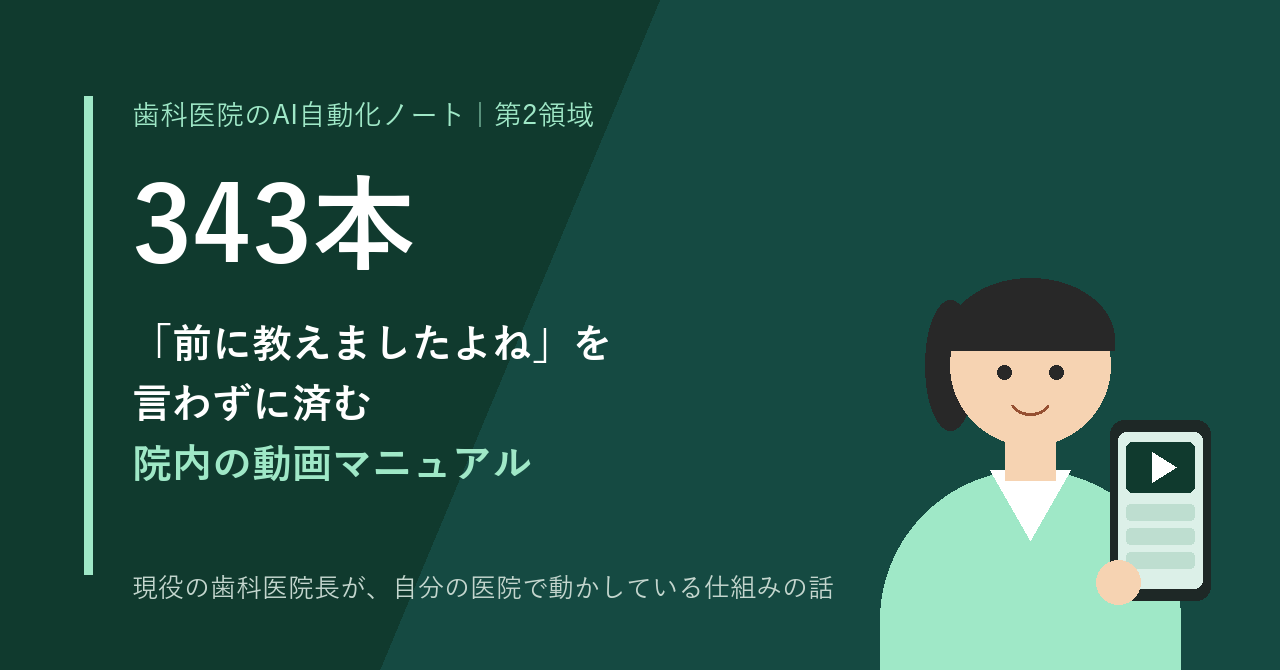 歯科医院のAI自動化ノート｜第2領域
343本
「前に教えましたよね」を
言わずに済む
院内の動画マニュアル
現役の歯科医院長が、自分の医院で動かしている仕組みの話